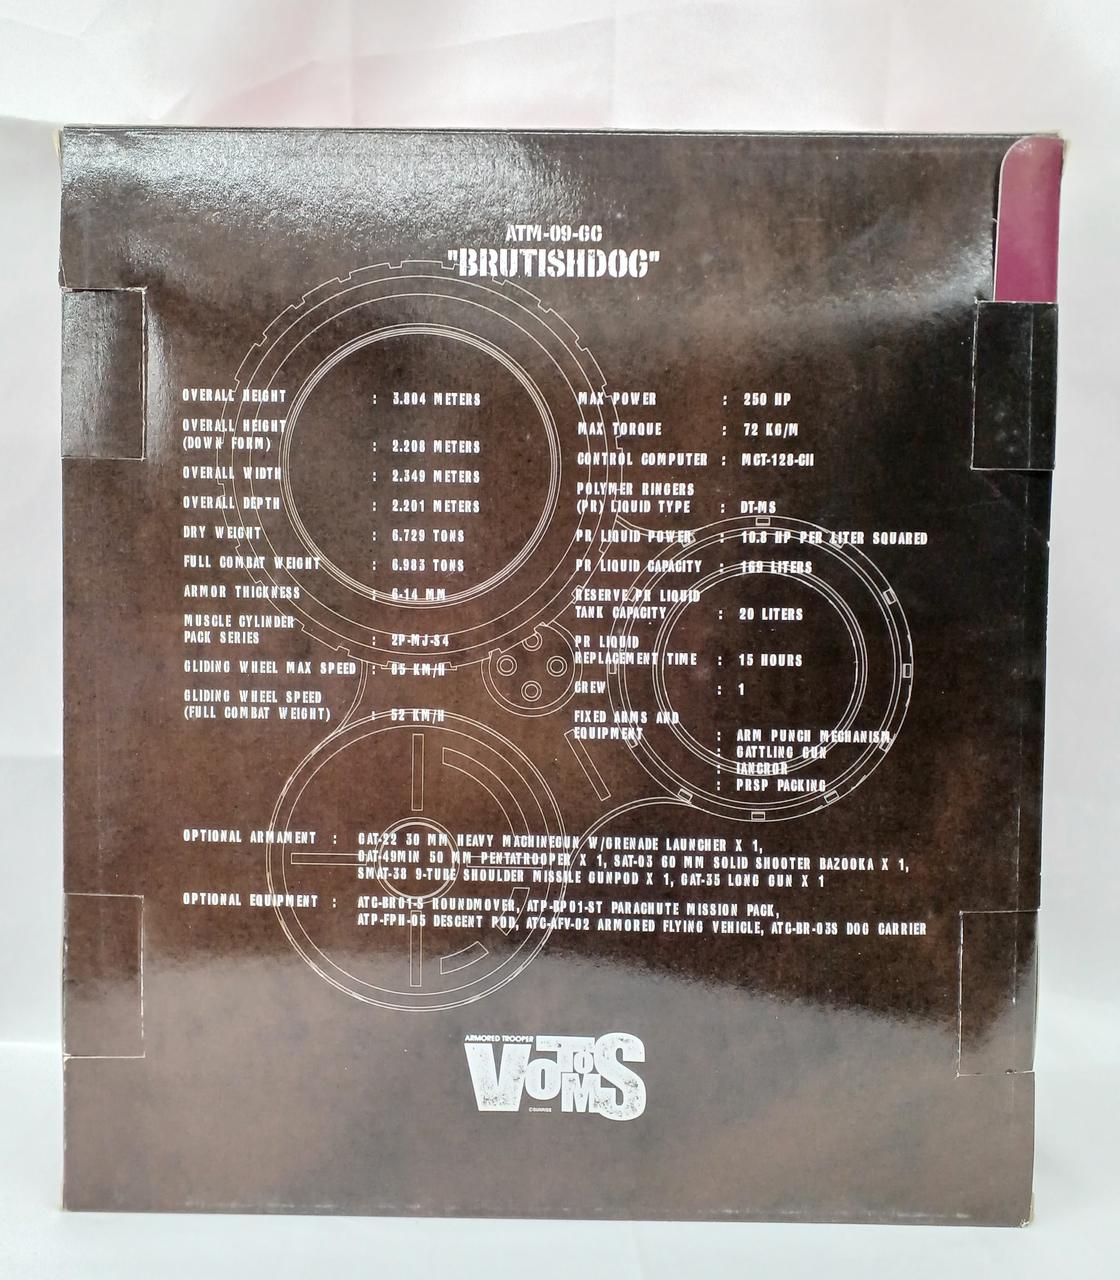 ATM-09-GC
"BRUTISHDOG"
OVERALL HEIGHT : 3.804 METERS
OVERALL HEIGHT
(DOWN FORM) : 2.208 METERS
OVERALL WIDTH : 2.349 METERS
OVERALL DEPTH : 2.201 METERS
DRY WEIGHT : 6.729 TONS
FULL COMBAT WEIGHT : 6.983 TONS
ARMOR THICKNESS : 6-14 MM
MUSCLE CYLINDER
PACK SERIES : 2P-MJ-S4
GLIDING WHEEL MAX SPEED : 85 KM/H
GLIDING WHEEL SPEED
(FULL COMBAT WEIGHT) : 52 KM/H
MAX POWER : 250 HP
MAX TORQUE : 72 KG/M
CONTROL COMPUTER : MCT-128-CII
POLYMER RINGERS
(PR) LIQUID TYPE : DT-MS
PR LIQUID POWER : 10.8 HP PER LITER SQUARED
PR LIQUID CAPACITY : 169 LITERS
RESERVE PR LIQUID
TANK CAPACITY : 20 LITERS
PR LIQUID
REPLACEMENT TIME : 15 HOURS
CREW : 1
FIXED ARMS AND
EQUIPMENT
: ARM PUNCH MECHANISM
: GATTLING GUN
: IANCROR
: PRSP PACKING
OPTIONAL ARMAMENT : GAT-22 30 MM HEAVY MACHINEGUN W/GRENADE LAUNCHER X 1,
GAT-49MIN 50 MM PENTATROOPER X 1, SAT-03 60 MM SOLID SHOOTER BAZOOKA X 1,
SMAT-38 9-TUBE SHOULDER MISSILE GUNPOD X 1, GAT-35 LONG GUN X 1
OPTIONAL EQUIPMENT : ATC-BR01-S ROUNDMOVER, ATP-BP01-ST PARACHUTE MISSION PACK,
ATP-FPH-05 DESCENT POD, ATC-AFV-02 ARMORED FLYING VEHICLE, ATC-BR-03S DOG CARRIER
ARMORED TROOPER
VOTOMS
©SUNRISE